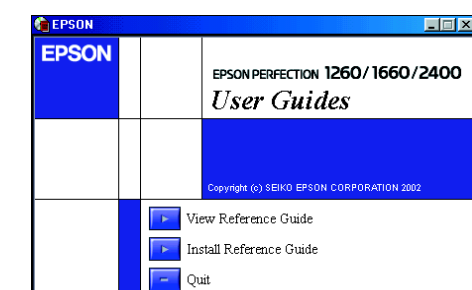 EPSON
EPSON
EPSON PERFECTION 1260/1660/2400
User Guides
Copyright (c) SEIKO EPSON CORPORATION 2002
View Reference Guide
Install Reference Guide
Quit